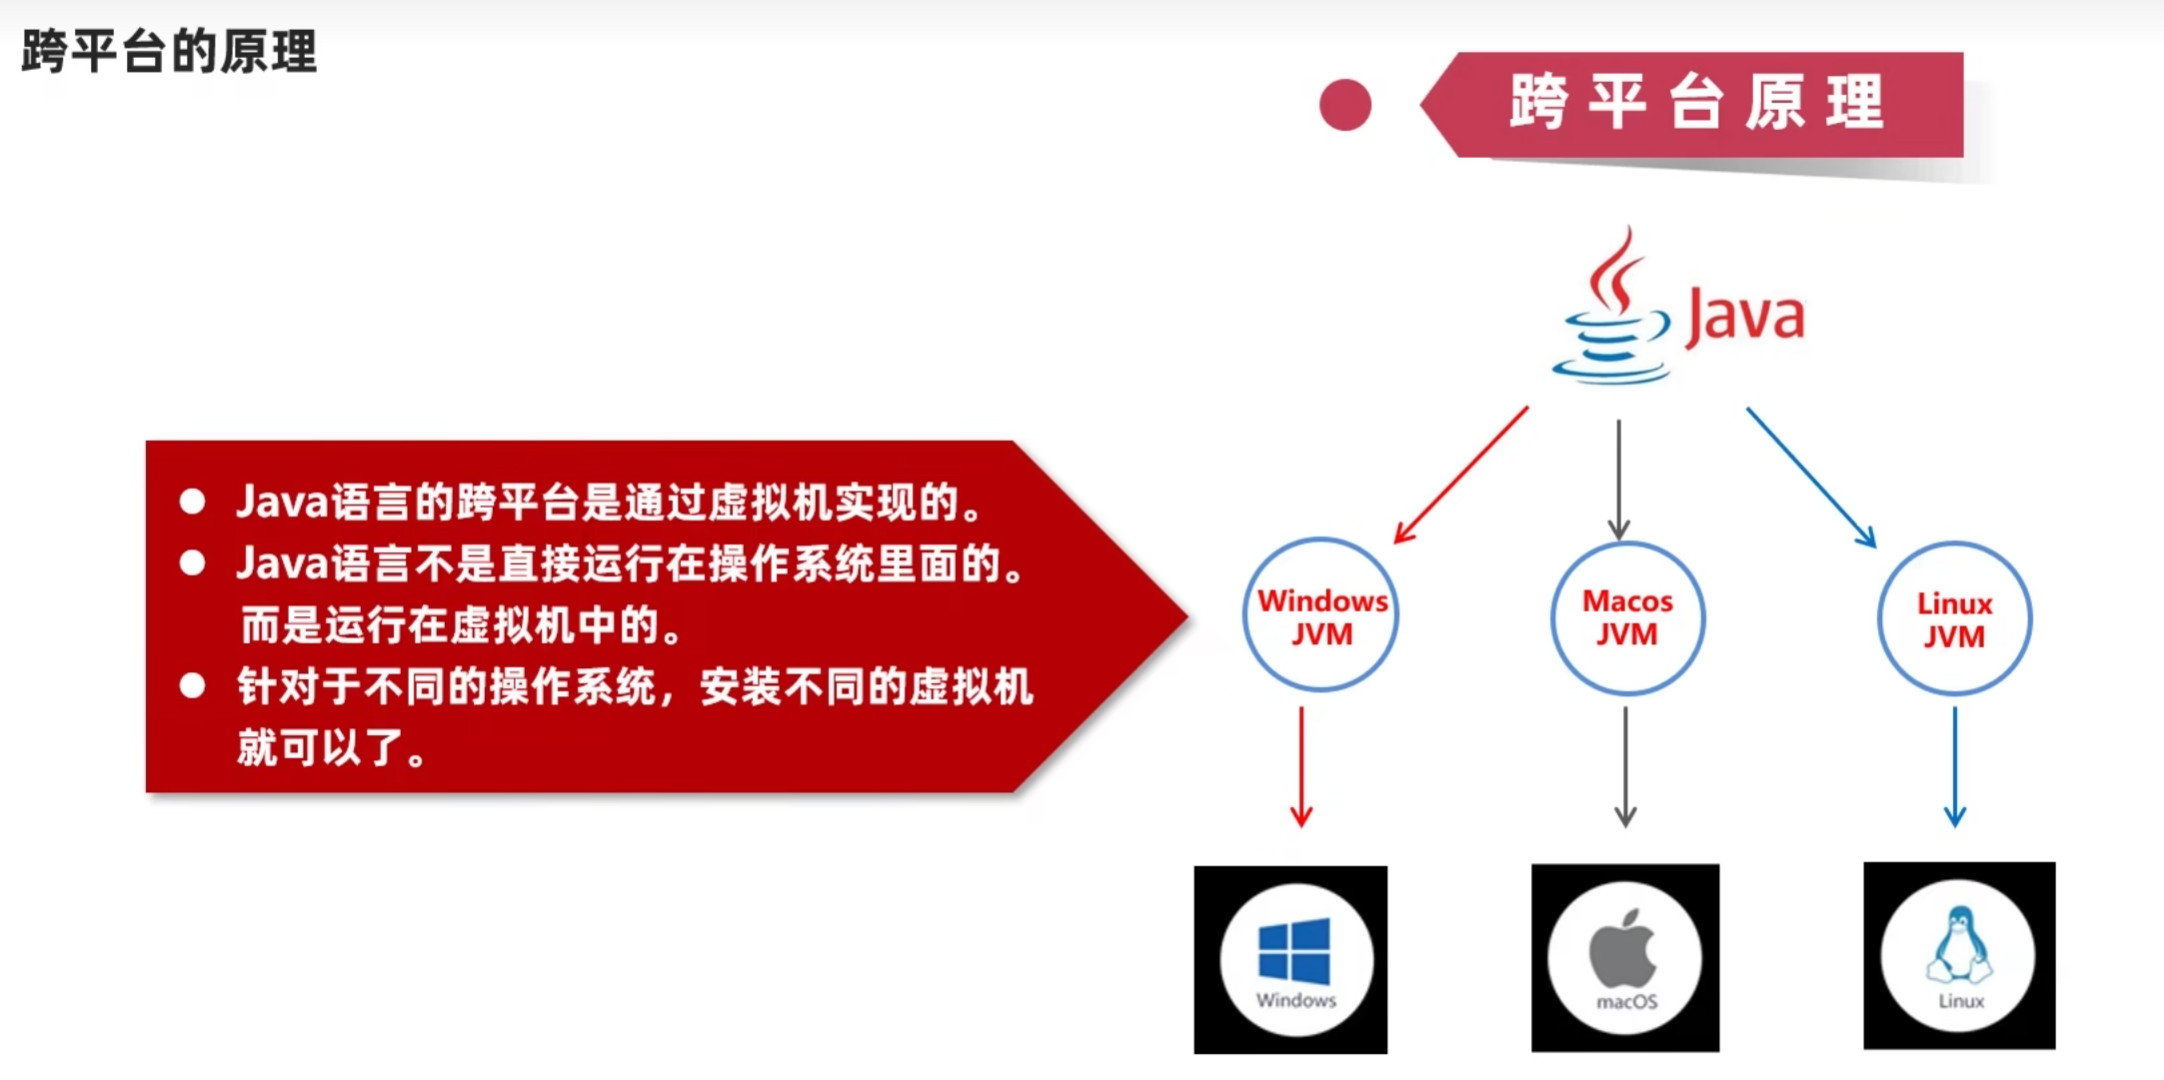 跨平台的原理
跨平台原理
Java
Java语言的跨平台是通过虚拟机实现的。
Java语言不是直接运行在操作系统里面的。
而是运行在虚拟机中的。
针对于不同的操作系统，安装不同的虚拟机
就可以了。
Windows
JVM
Macos
JVM
Linux
JVM
Windows
macOS
Linux